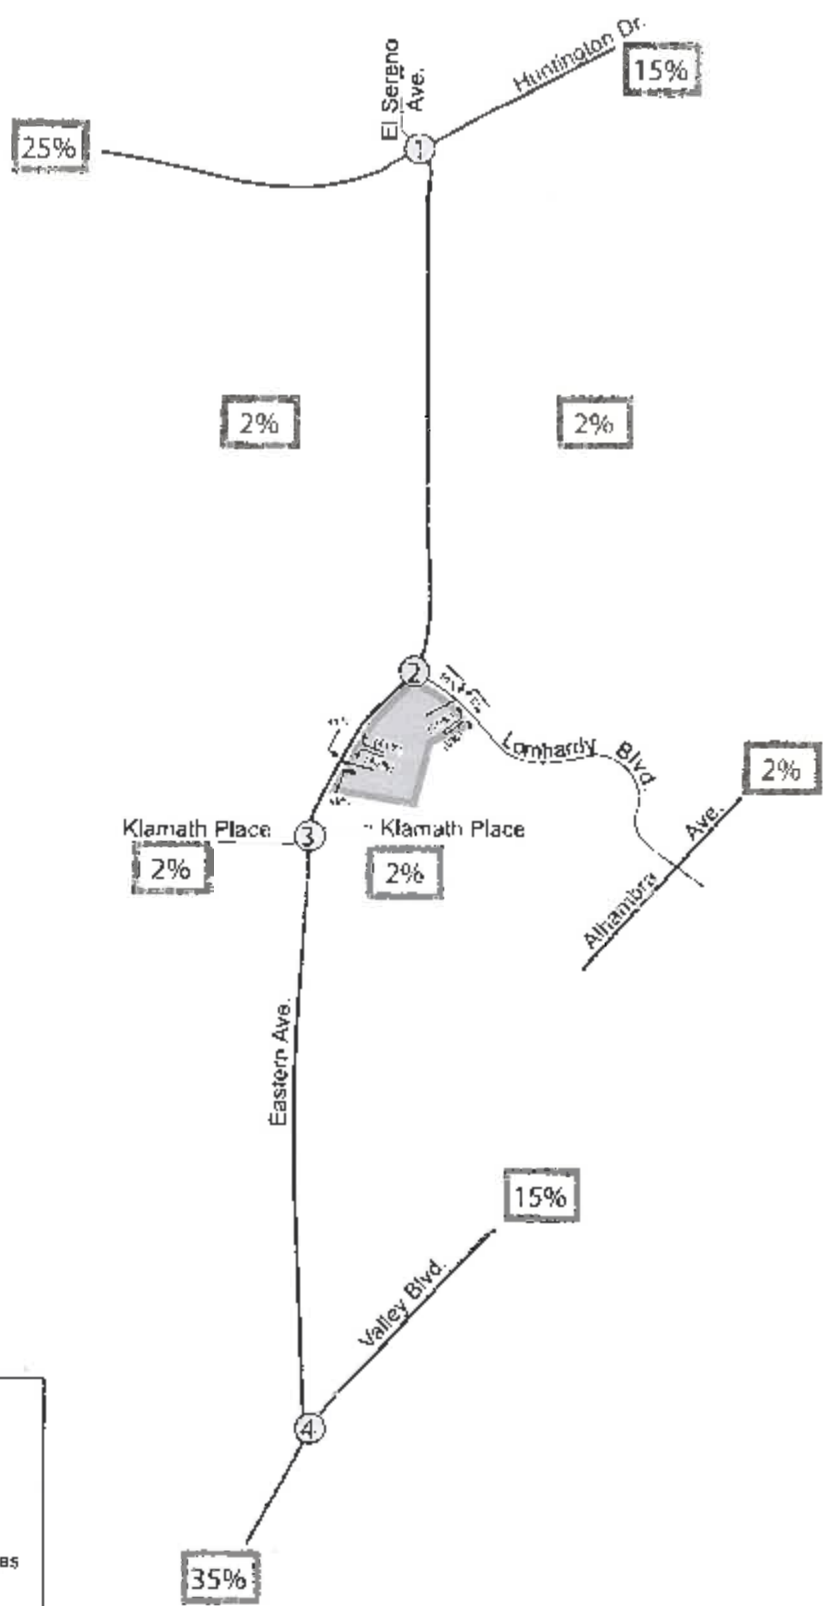 El Sereno
Ave.
Huntington Dr.
15%
25%
1
2%
2%
2
Lombardy Blvd.
2%
Klamath Place
3
Klamath Place
2%
2%
Alhambra Ave.
Eastern Ave.
15%
Valley Blvd.
4
35%